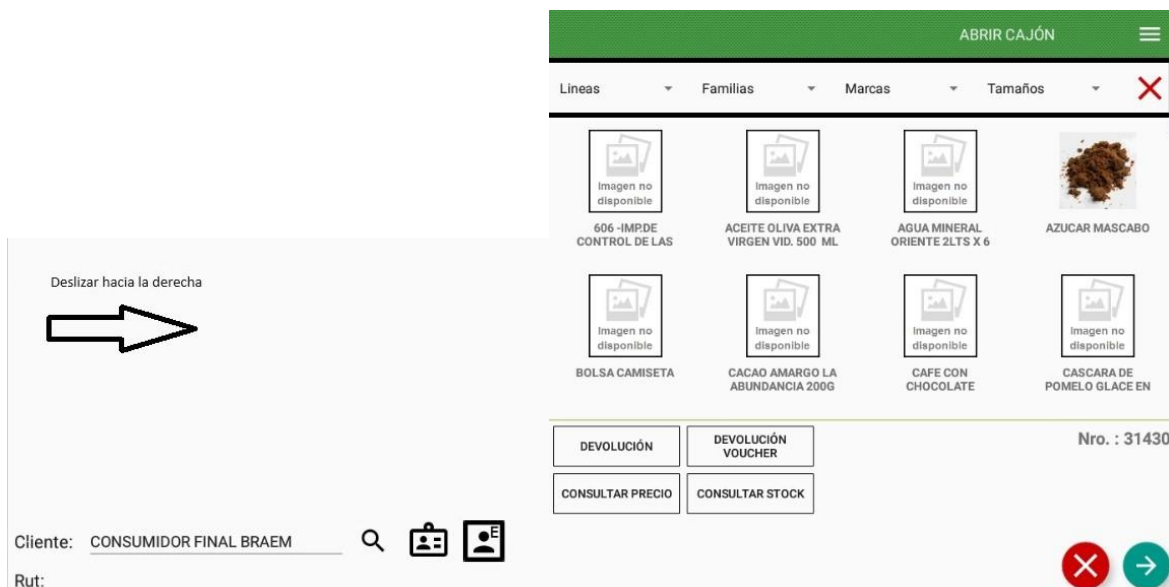 ABRIR CAJÓN
Lineas Familias Marcas Tamaños
Imagen no
disponible
606 -IMP.DE
CONTROL DE LAS
Imagen no
disponible
ACEITE OLIVA EXTRA
VIRGEN VID. 500 ML
Imagen no
disponible
AGUA MINERAL
ORIENTE 2LTS X 6
AZUCAR MASCABO
Imagen no
disponible
BOLSA CAMISETA
Imagen no
disponible
CACAO AMARGO LA
ABUNDANCIA 200G
Imagen no
disponible
CAFE CON
CHOCOLATE
Imagen no
disponible
CASCARA DE
POMELO GLACE EN
Deslizar hacia la derecha
DEVOLUCIÓN
DEVOLUCIÓN
VOUCHER
Nro. : 31430
CONSULTAR PRECIO
CONSULTAR STOCK
Cliente: CONSUMIDOR FINAL BRAEM
E
Rut: